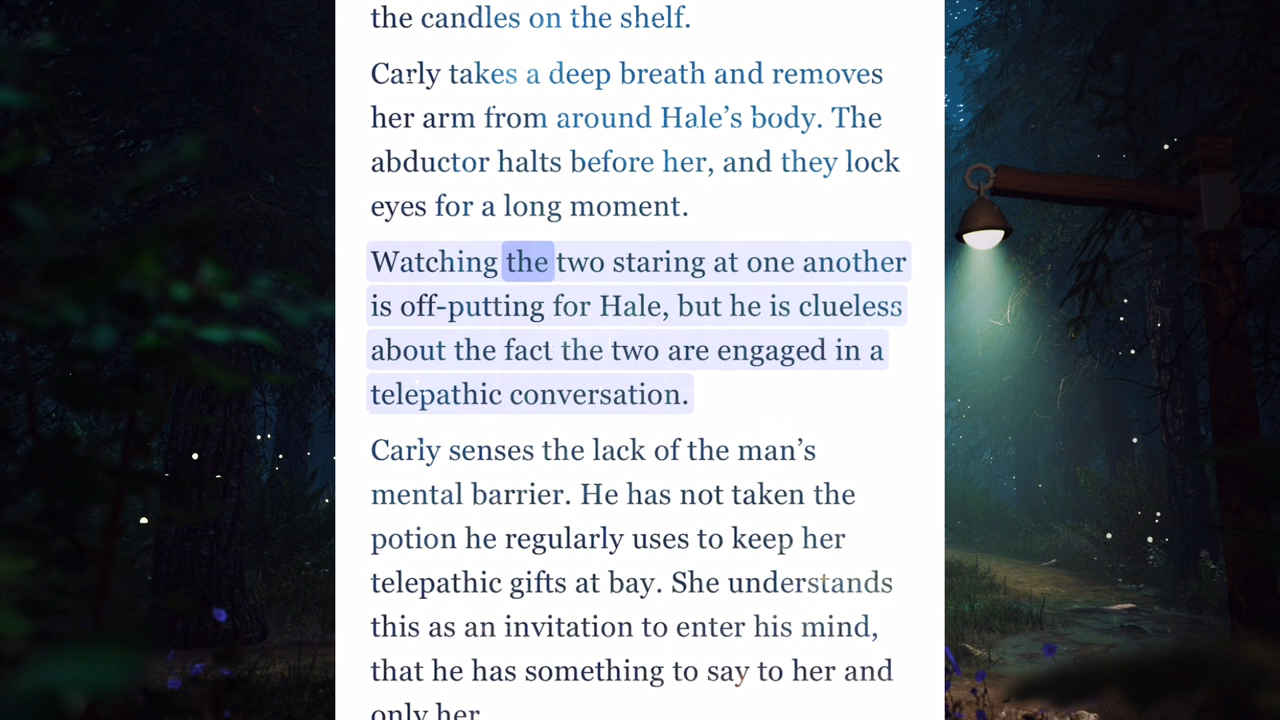 the candles on the shelf.
Carly takes a deep breath and removes
her arm from around Hale’s body. The
abductor halts before her, and they lock
eyes for a long moment.
Watching the two staring at one another
is off-putting for Hale, but he is clueless
about the fact the two are engaged in a
telepathic conversation.
Carly senses the lack of the man’s
mental barrier. He has not taken the
potion he regularly uses to keep her
telepathic gifts at bay. She understands
this as an invitation to enter his mind,
that he has something to say to her and
only her